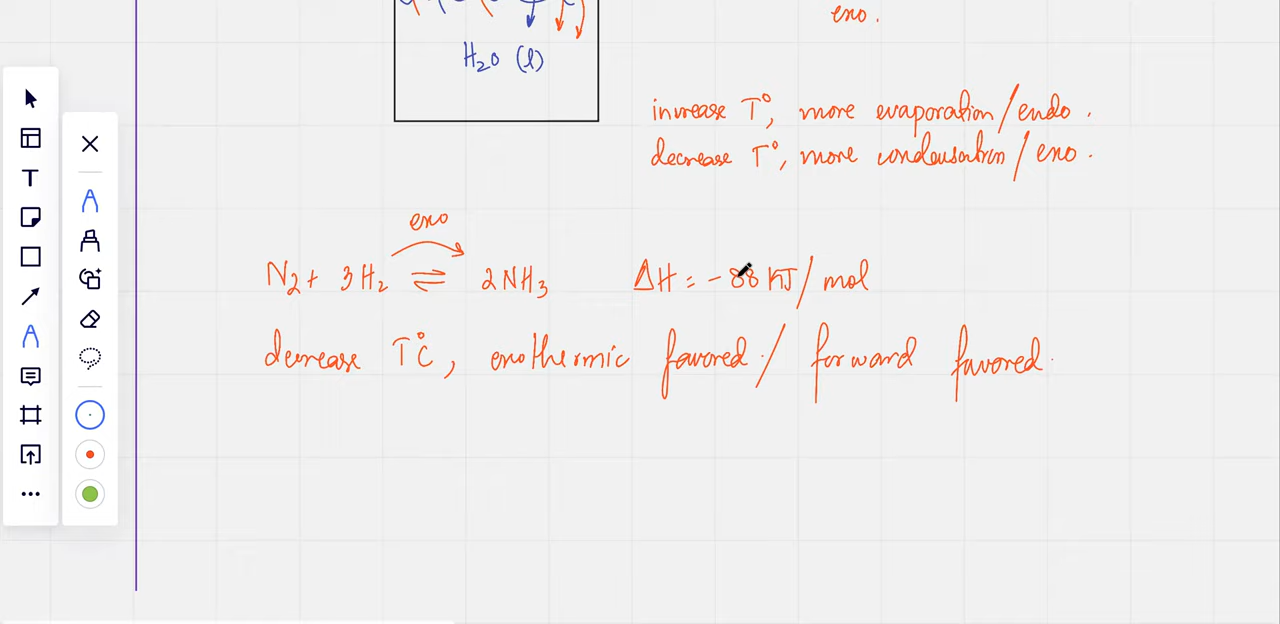 exo.
H2O (l)
increase T°, more evaporation/endo.
decrease T°, more condensation/exo.
exo
N2 + 3H2 ⇌ 2NH3 ΔH = -88 KJ/mol
decrease T°C, exothermic favored./ forward favored.
T